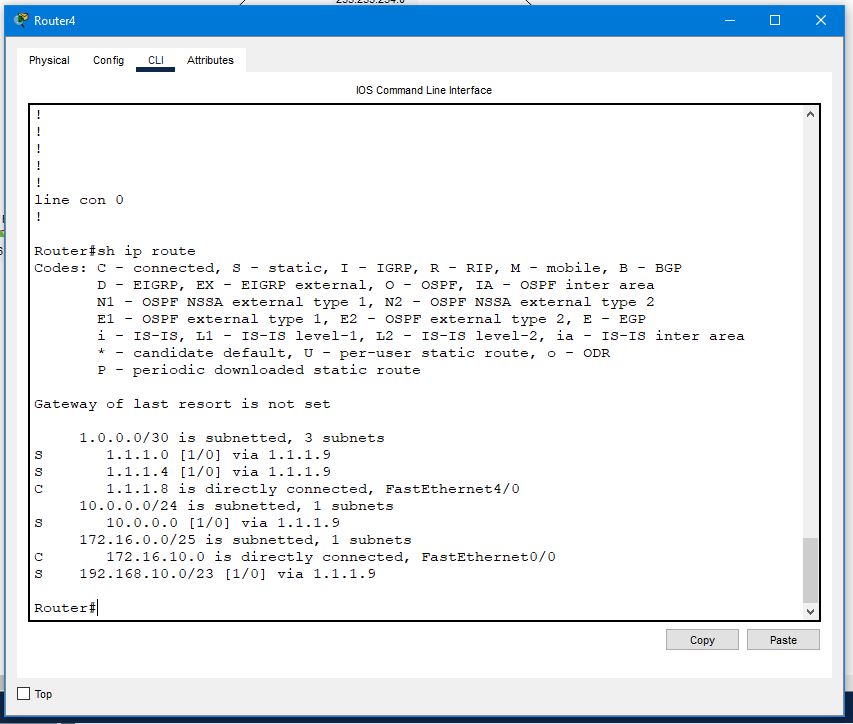 255.255.254.0
Router4
Physical Config CLI Attributes
IOS Command Line Interface
!
!
!
!
!
line con 0
!
Router#sh ip route
Codes: C - connected, S - static, I - IGRP, R - RIP, M - mobile, B - BGP
D - EIGRP, EX - EIGRP external, O - OSPF, IA - OSPF inter area
N1 - OSPF NSSA external type 1, N2 - OSPF NSSA external type 2
E1 - OSPF external type 1, E2 - OSPF external type 2, E - EGP
i - IS-IS, L1 - IS-IS level-1, L2 - IS-IS level-2, ia - IS-IS inter area
* - candidate default, U - per-user static route, o - ODR
P - periodic downloaded static route
Gateway of last resort is not set
1.0.0.0/30 is subnetted, 3 subnets
S 1.1.1.0 [1/0] via 1.1.1.9
S 1.1.1.4 [1/0] via 1.1.1.9
C 1.1.1.8 is directly connected, FastEthernet4/0
10.0.0.0/24 is subnetted, 1 subnets
S 10.0.0.0 [1/0] via 1.1.1.9
172.16.0.0/25 is subnetted, 1 subnets
C 172.16.10.0 is directly connected, FastEthernet0/0
S 192.168.10.0/23 [1/0] via 1.1.1.9
Router#
Copy Paste
Top